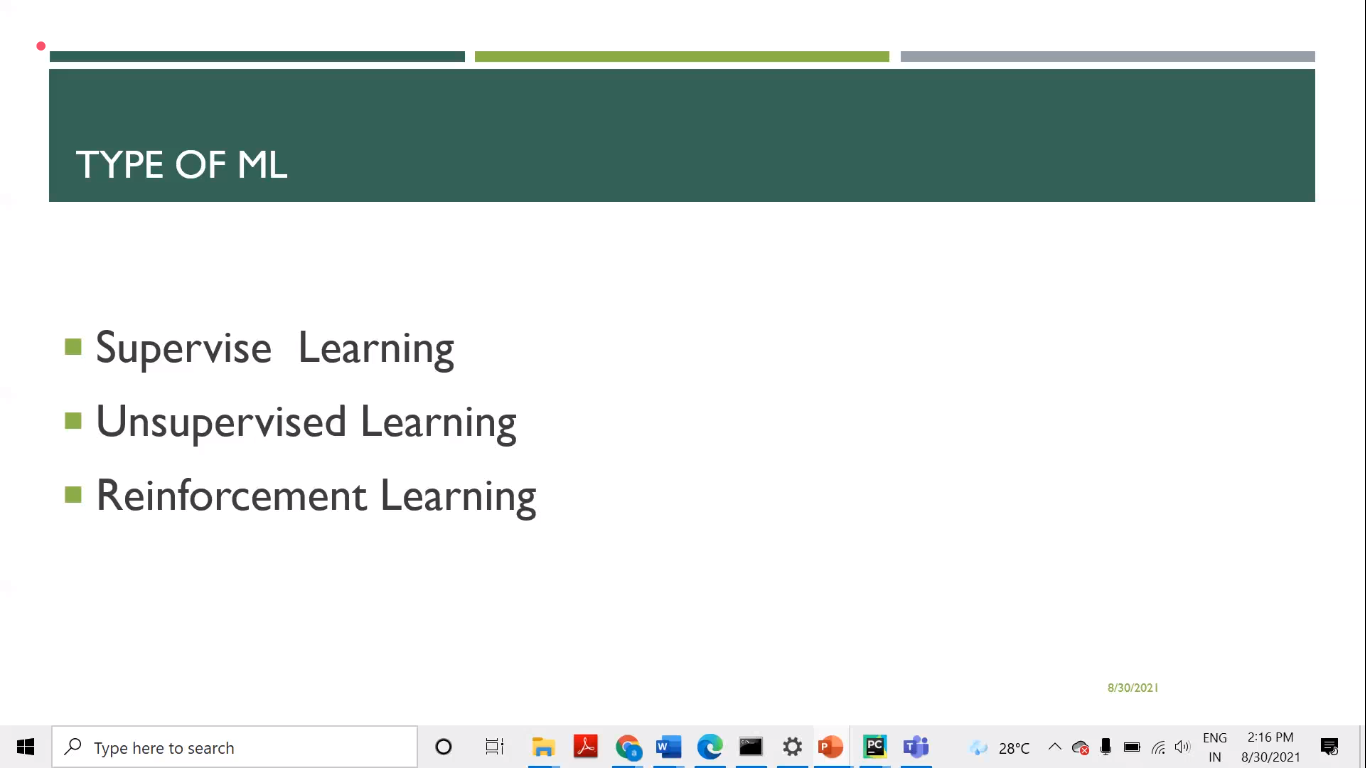 TYPE OF ML
Supervise Learning
Unsupervised Learning
Reinforcement Learning
8/30/2021
Type here to search
W
P
PC
T
28°C
ENG
IN
2:16 PM
8/30/2021